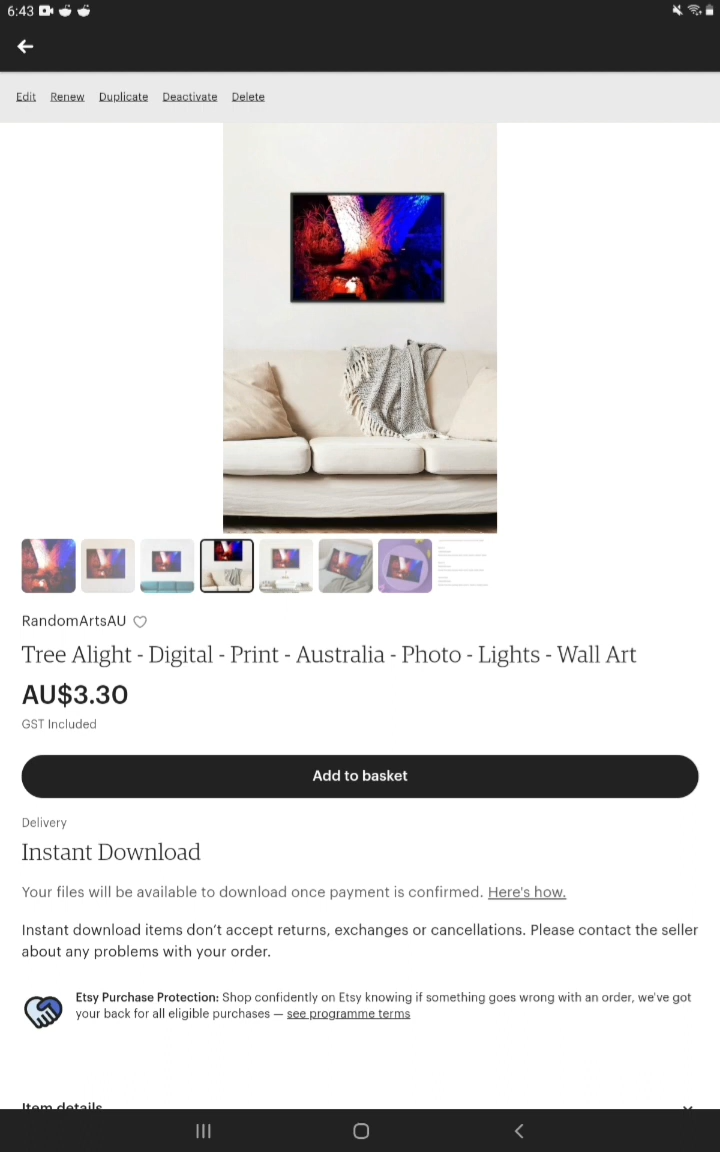 6:43
Edit Renew Duplicate Deactivate Delete
RandomArtsAU
Tree Alight - Digital - Print - Australia - Photo - Lights - Wall Art
AU$3.30
GST Included
Add to basket
Delivery
Instant Download
Your files will be available to download once payment is confirmed. Here's how.
Instant download items don’t accept returns, exchanges or cancellations. Please contact the seller
about any problems with your order.
Etsy Purchase Protection: Shop confidently on Etsy knowing if something goes wrong with an order, we've got
your back for all eligible purchases — see programme terms
Item details